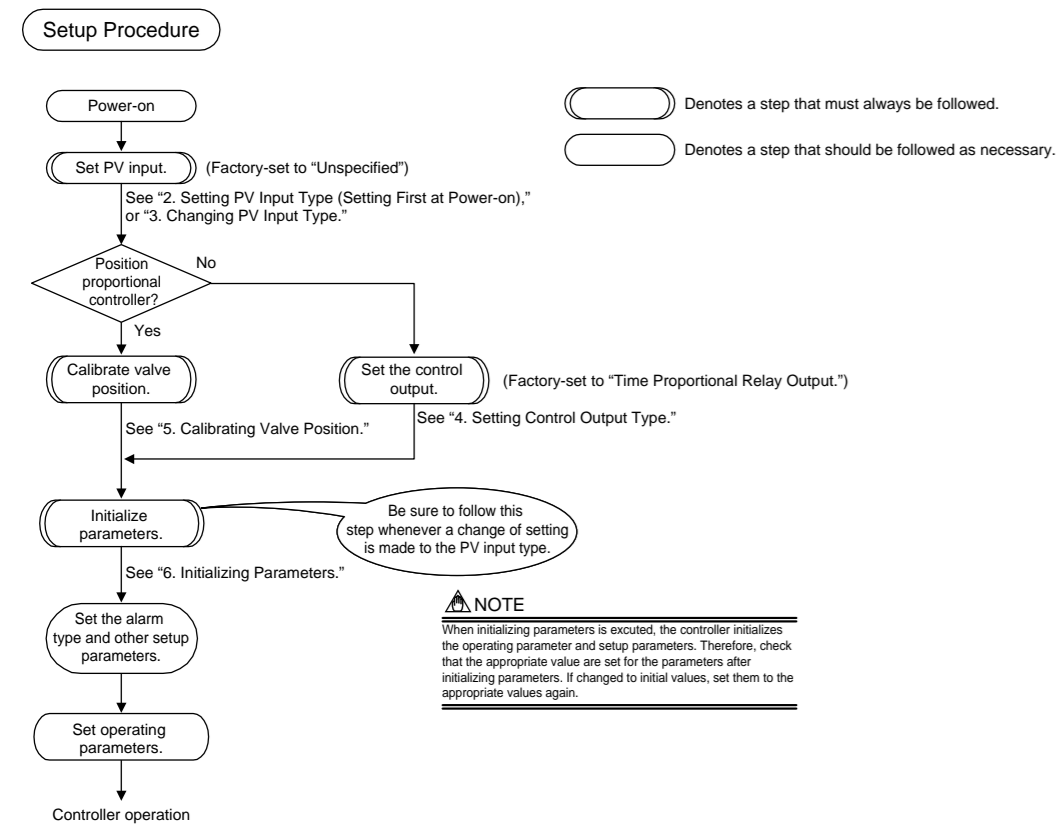 Setup Procedure
Power-on
Denotes a step that must always be followed.
Set PV input.
(Factory-set to “Unspecified”)
Denotes a step that should be followed as necessary.
See “2. Setting PV Input Type (Setting First at Power-on),”
or “3. Changing PV Input Type.”
Position
proportional
controller?
No
Yes
Calibrate valve
position.
Set the control
output.
(Factory-set to “Time Proportional Relay Output.”)
See “5. Calibrating Valve Position.”
See “4. Setting Control Output Type.”
Initialize
parameters.
Be sure to follow this
step whenever a change of setting
is made to the PV input type.
See “6. Initializing Parameters.”
Set the alarm
type and other setup
parameters.
NOTE
When initializing parameters is excuted, the controller initializes
the operating parameter and setup parameters. Therefore, check
that the appropriate value are set for the parameters after
initializing parameters. If changed to initial values, set them to the
appropriate values again.
Set operating
parameters.
Controller operation